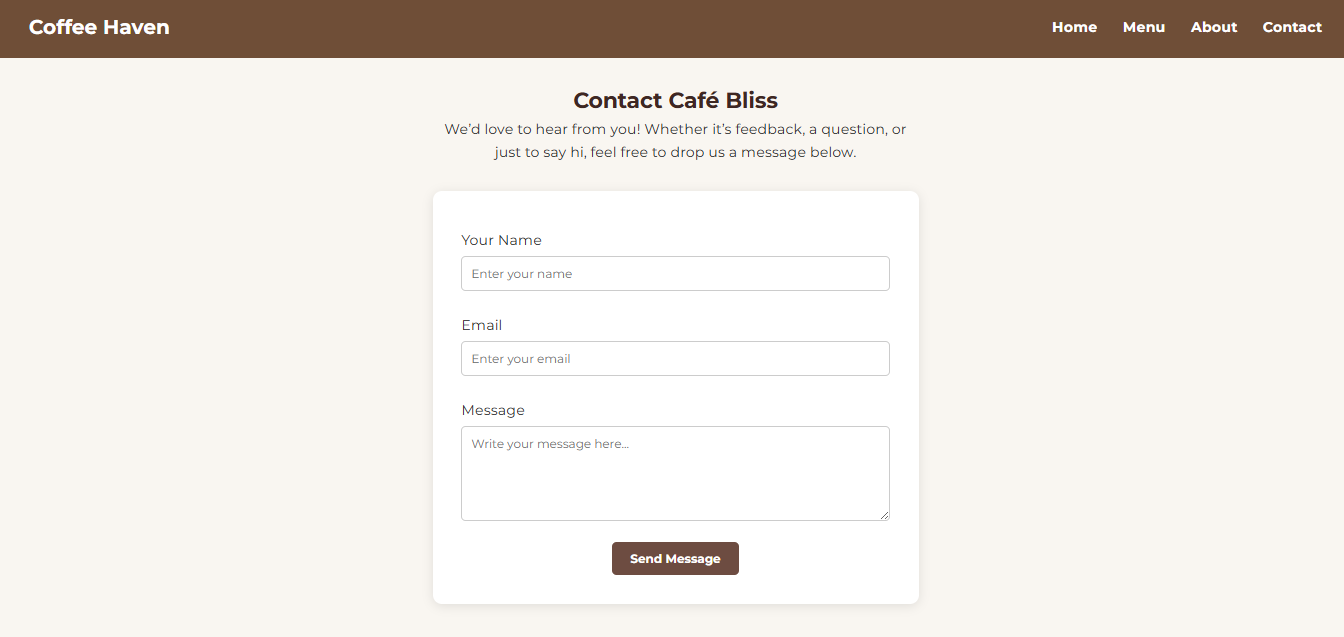 Coffee Haven
Home Menu About Contact
Contact Café Bliss
We’d love to hear from you! Whether it’s feedback, a question, or
just to say hi, feel free to drop us a message below.
Your Name
Enter your name
Email
Enter your email
Message
Write your message here...
Send Message